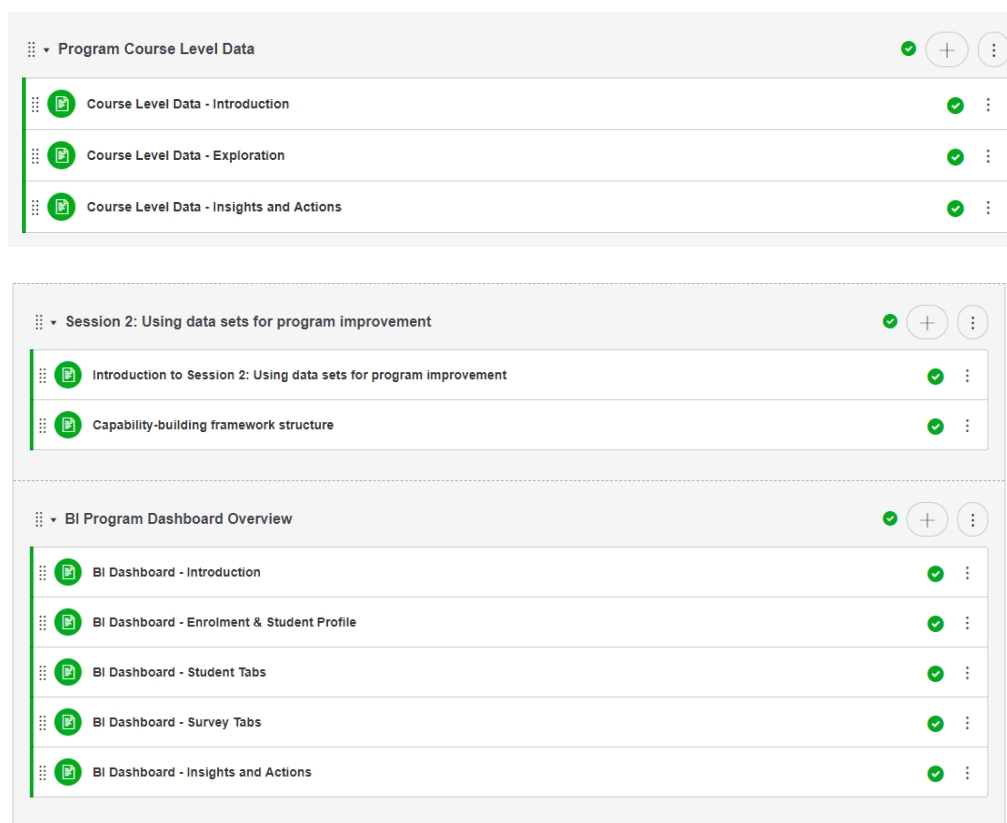 Program Course Level Data
Course Level Data - Introduction
Course Level Data - Exploration
Course Level Data - Insights and Actions
Session 2: Using data sets for program improvement
Introduction to Session 2: Using data sets for program improvement
Capability-building framework structure
BI Program Dashboard Overview
BI Dashboard - Introduction
BI Dashboard - Enrolment & Student Profile
BI Dashboard - Student Tabs
BI Dashboard - Survey Tabs
BI Dashboard - Insights and Actions